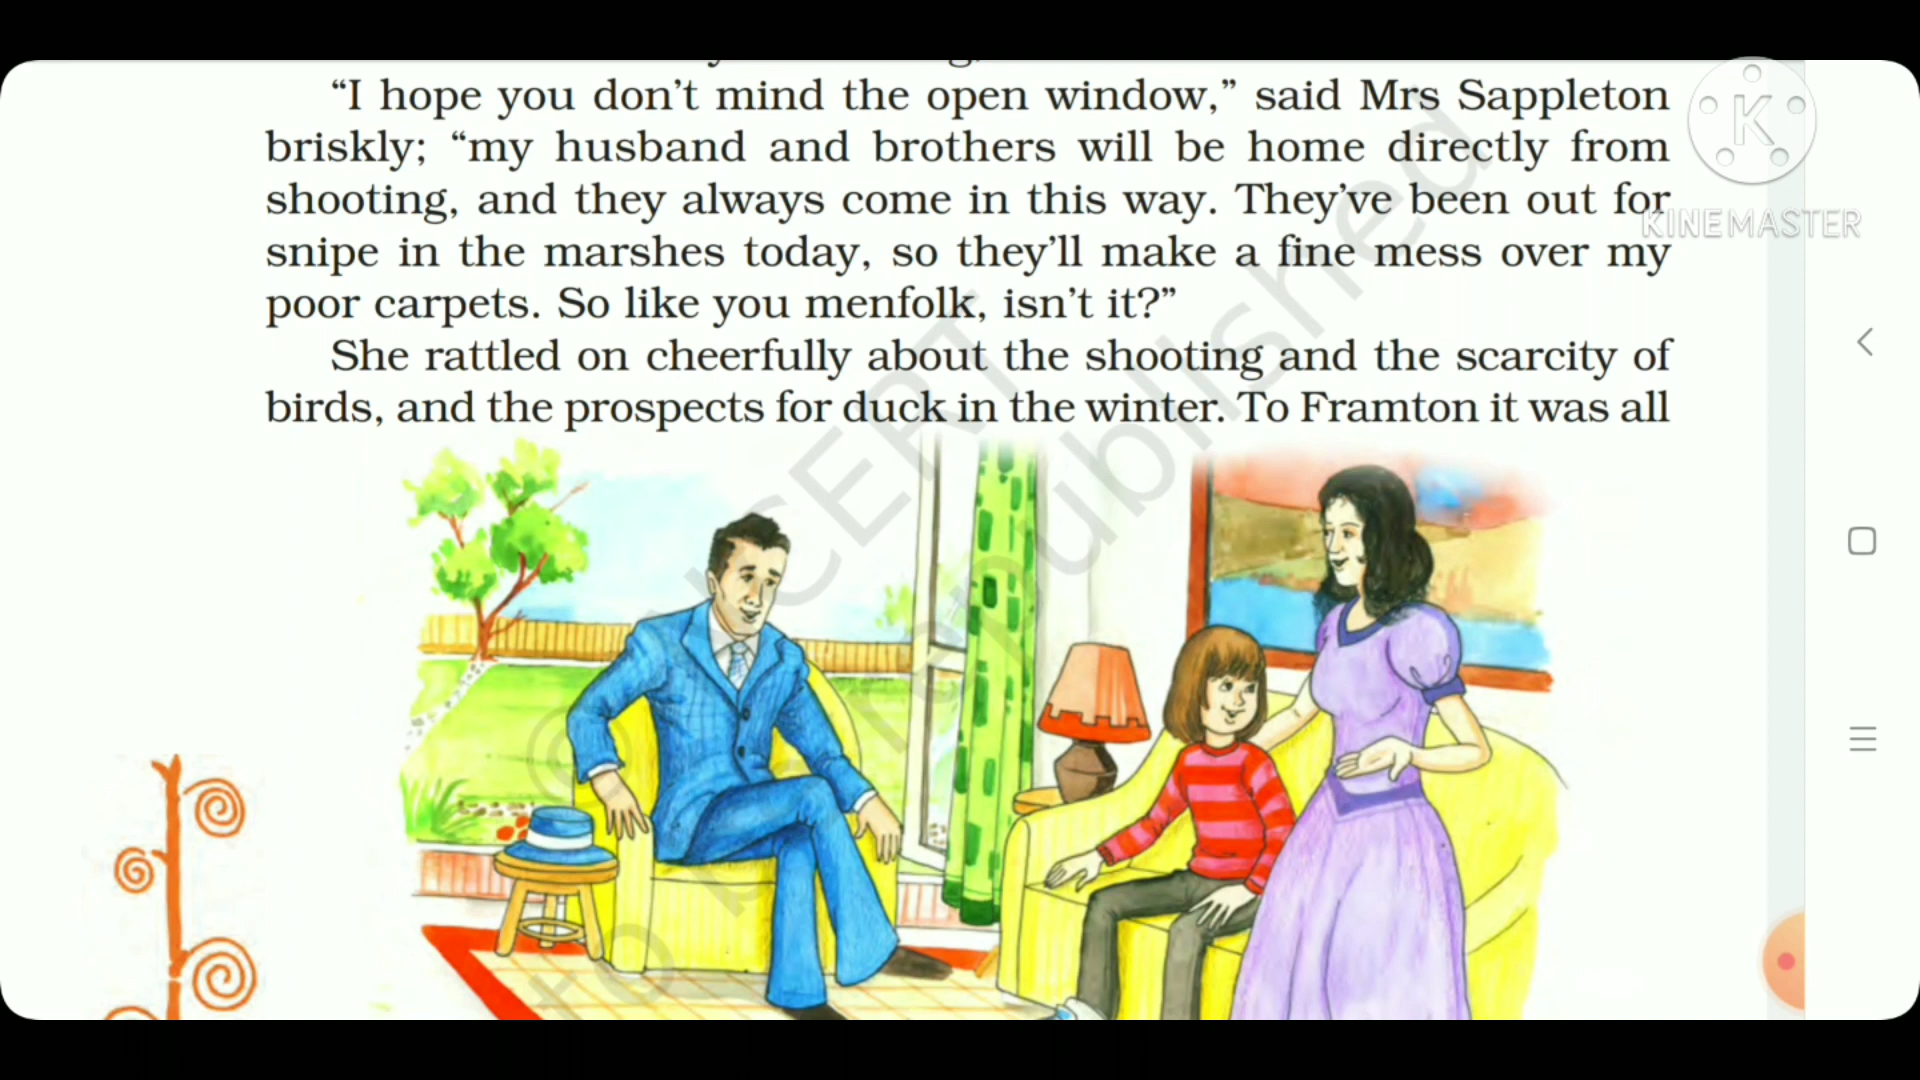 “I hope you don’t mind the open window,” said Mrs Sappleton
briskly; “my husband and brothers will be home directly from
shooting, and they always come in this way. They’ve been out for
snipe in the marshes today, so they’ll make a fine mess over my
poor carpets. So like you menfolk, isn’t it?”
She rattled on cheerfully about the shooting and the scarcity of
birds, and the prospects for duck in the winter. To Framton it was all
K
KINEMASTER
© NCERT
to be republished